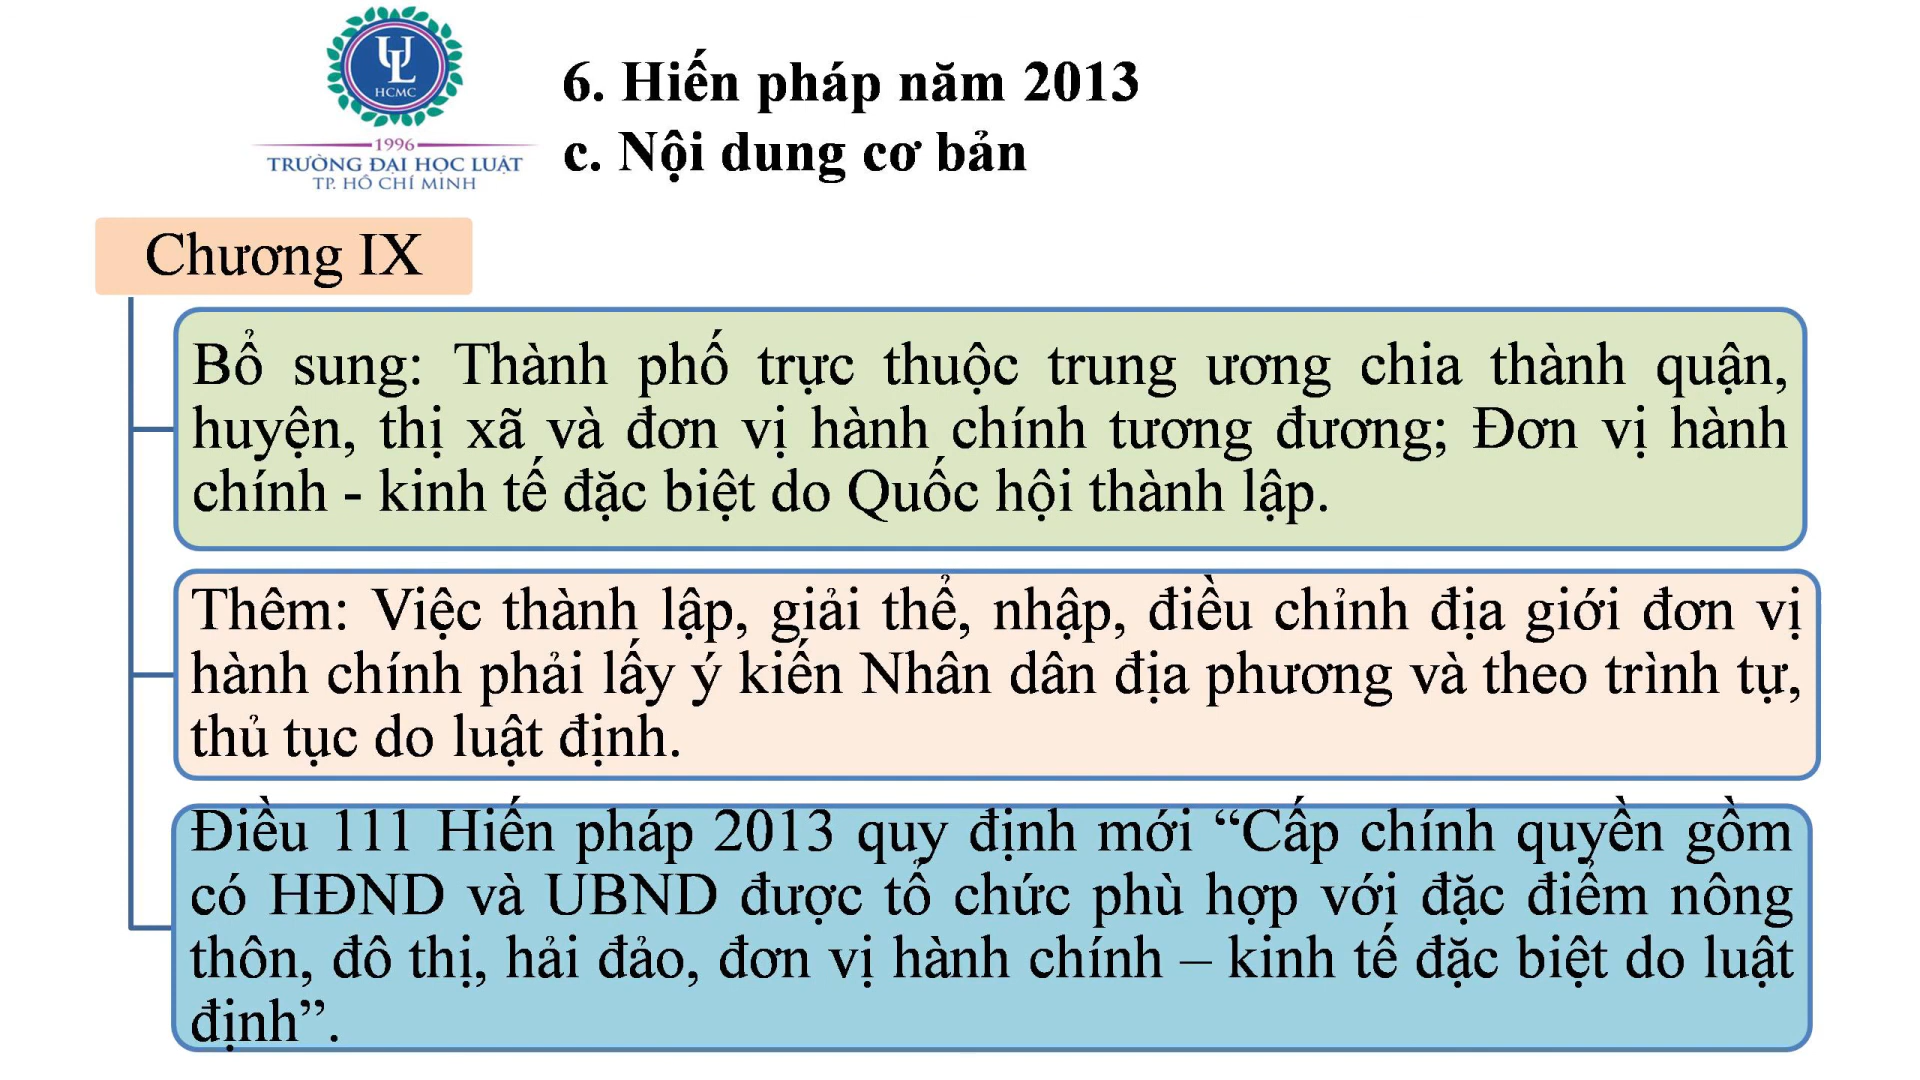 UL
HCMC
1996
TRƯỜNG ĐẠI HỌC LUẬT
TP. HỒ CHÍ MINH
6. Hiến pháp năm 2013
c. Nội dung cơ bản
Chương IX
Bổ sung: Thành phố trực thuộc trung ương chia thành quận,
huyện, thị xã và đơn vị hành chính tương đương; Đơn vị hành
chính - kinh tế đặc biệt do Quốc hội thành lập.
Thêm: Việc thành lập, giải thể, nhập, điều chỉnh địa giới đơn vị
hành chính phải lấy ý kiến Nhân dân địa phương và theo trình tự,
thủ tục do luật định.
Điều 111 Hiến pháp 2013 quy định mới “Cấp chính quyền gồm
có HĐND và UBND được tổ chức phù hợp với đặc điểm nông
thôn, đô thị, hải đảo, đơn vị hành chính – kinh tế đặc biệt do luật
định”.